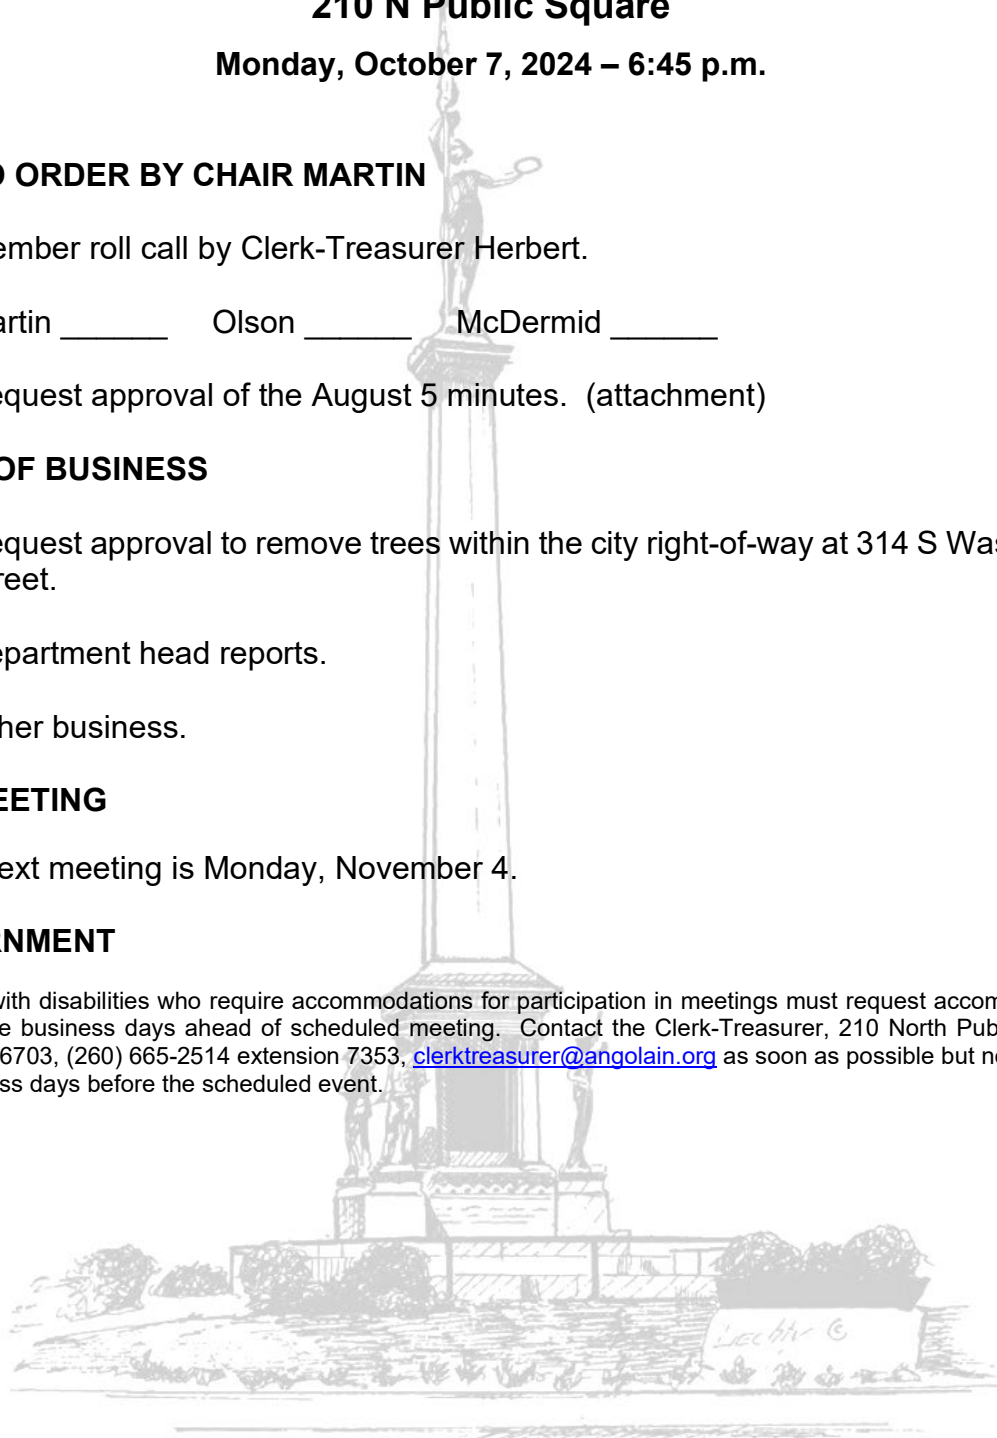 210 N Public Square
Monday, October 7, 2024 – 6:45 p.m.
O ORDER BY CHAIR MARTIN
ember roll call by Clerk-Treasurer Herbert.
artin ______ Olson ______ McDermid ______
equest approval of the August 5 minutes. (attachment)
OF BUSINESS
equest approval to remove trees within the city right-of-way at 314 S Was
reet.
epartment head reports.
her business.
EETING
ext meeting is Monday, November 4.
RNMENT
with disabilities who require accommodations for participation in meetings must request accom
e business days ahead of scheduled meeting. Contact the Clerk-Treasurer, 210 North Pub
6703, (260) 665-2514 extension 7353, clerktreasurer@angolain.org as soon as possible but no
ss days before the scheduled event.